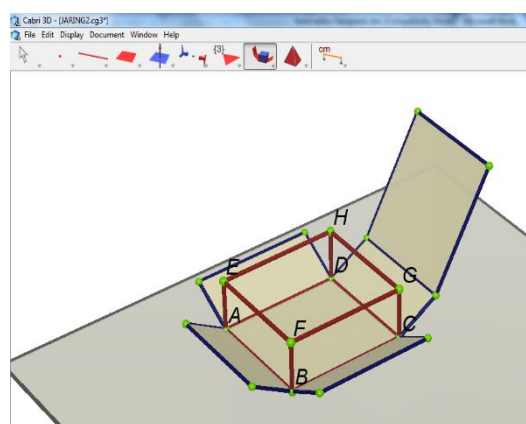 Cabri 3D - [JARING2.cg3*]
File Edit Display Document Window Help
{3}
cm
H
E
D
G
A
F
C
B